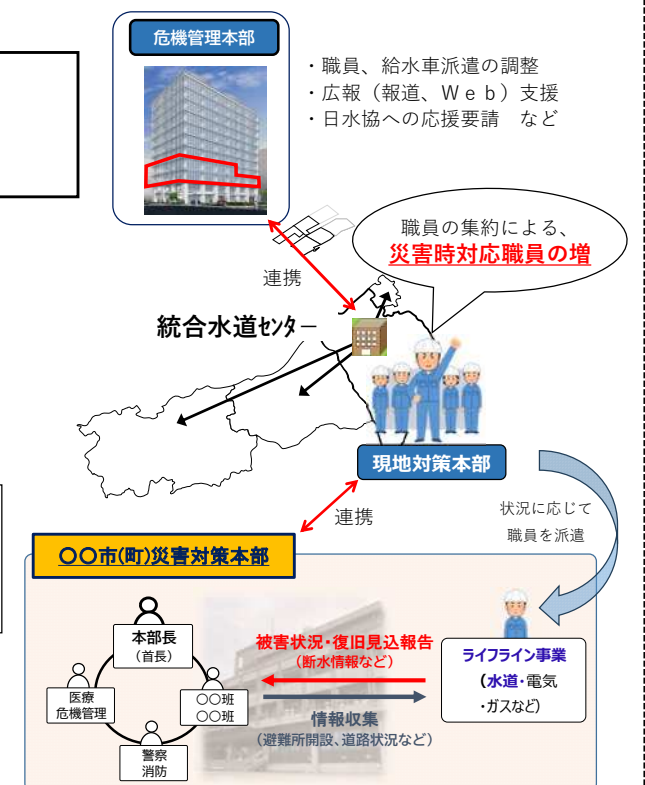 危機管理本部
・職員、給水車派遣の調整
・広報（報道、Ｗｅｂ）支援
・日水協への応援要請　など
職員の集約による、
災害時対応職員の増
連携
統合水道ｾﾝﾀｰ
現地対策本部
連携
状況に応じて
職員を派遣
〇〇市(町)災害対策本部
本部長
（首長）
医療
危機管理
〇〇班
〇〇班
警察
消防
被害状況・復旧見込報告
（断水情報など）
情報収集
（避難所開設、道路状況など）
ライフライン事業
（水道・電気
・ガスなど）